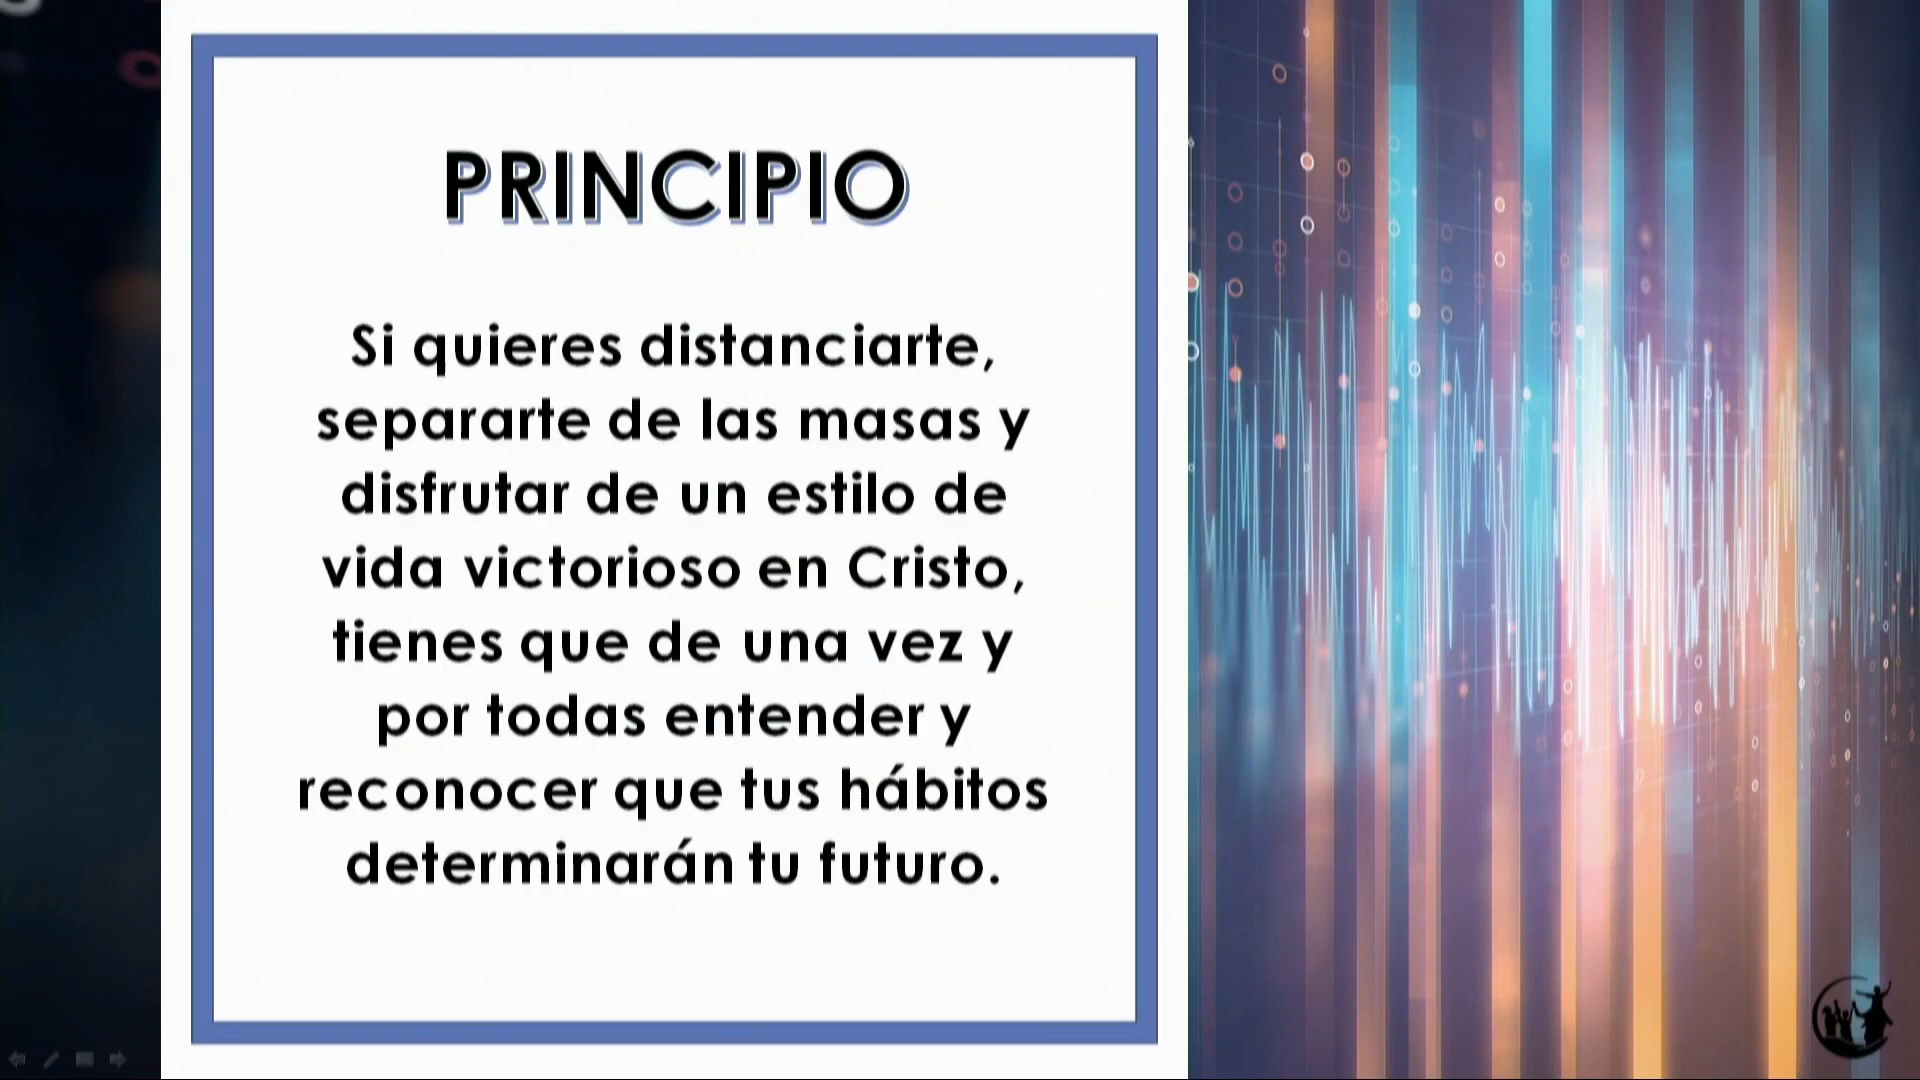 PRINCIPIO
Si quieres distanciarte,
separarte de las masas y
disfrutar de un estilo de
vida victorioso en Cristo,
tienes que de una vez y
por todas entender y
reconocer que tus hábitos
determinarán tu futuro.